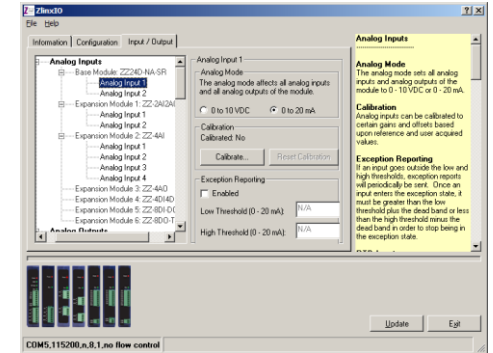 ZlinxIO
File Help
Information Configuration Input / Output
Analog Inputs
Base Module: ZZ24D-NA-SR
Analog Input 1
Analog Input 2
Expansion Module 1: ZZ-2AI2A
Analog Input 1
Analog Input 2
Expansion Module 2: ZZ-4AI
Analog Input 1
Analog Input 2
Analog Input 3
Analog Input 4
Expansion Module 3: ZZ-4AO
Expansion Module 4: ZZ-4DI4D
Expansion Module 5: ZZ-8DI-D
Expansion Module 6: ZZ-8DO-T
Analog Outputs
Analog Input 1
Analog Mode
The analog mode affects all analog inputs
and all analog outputs of the module.
0 to 10 VDC 0 to 20 mA
Calibration
Calibrated: No
Calibrate... Reset Calibration
Exception Reporting
Enabled
Low Threshold (0 - 20 mA): N/A
High Threshold (0 - 20 mA): N/A
Analog Inputs
Analog Mode
The analog mode sets all analog
inputs and analog outputs of the
module to 0 - 10 VDC or 0 - 20 mA.
Calibration
Analog inputs can be calibrated to
certain gains and offsets based
upon reference and user acquired
values.
Exception Reporting
If an input goes outside the low and
high thresholds, exception reports
will periodically be sent. Once an
input enters the exception state, it
must be greater than the low
threshold plus the dead band or less
than the high threshold minus the
dead band in order to stop being in
the exception state.
Update Exit
COM5,115200,n,8,1,no flow control